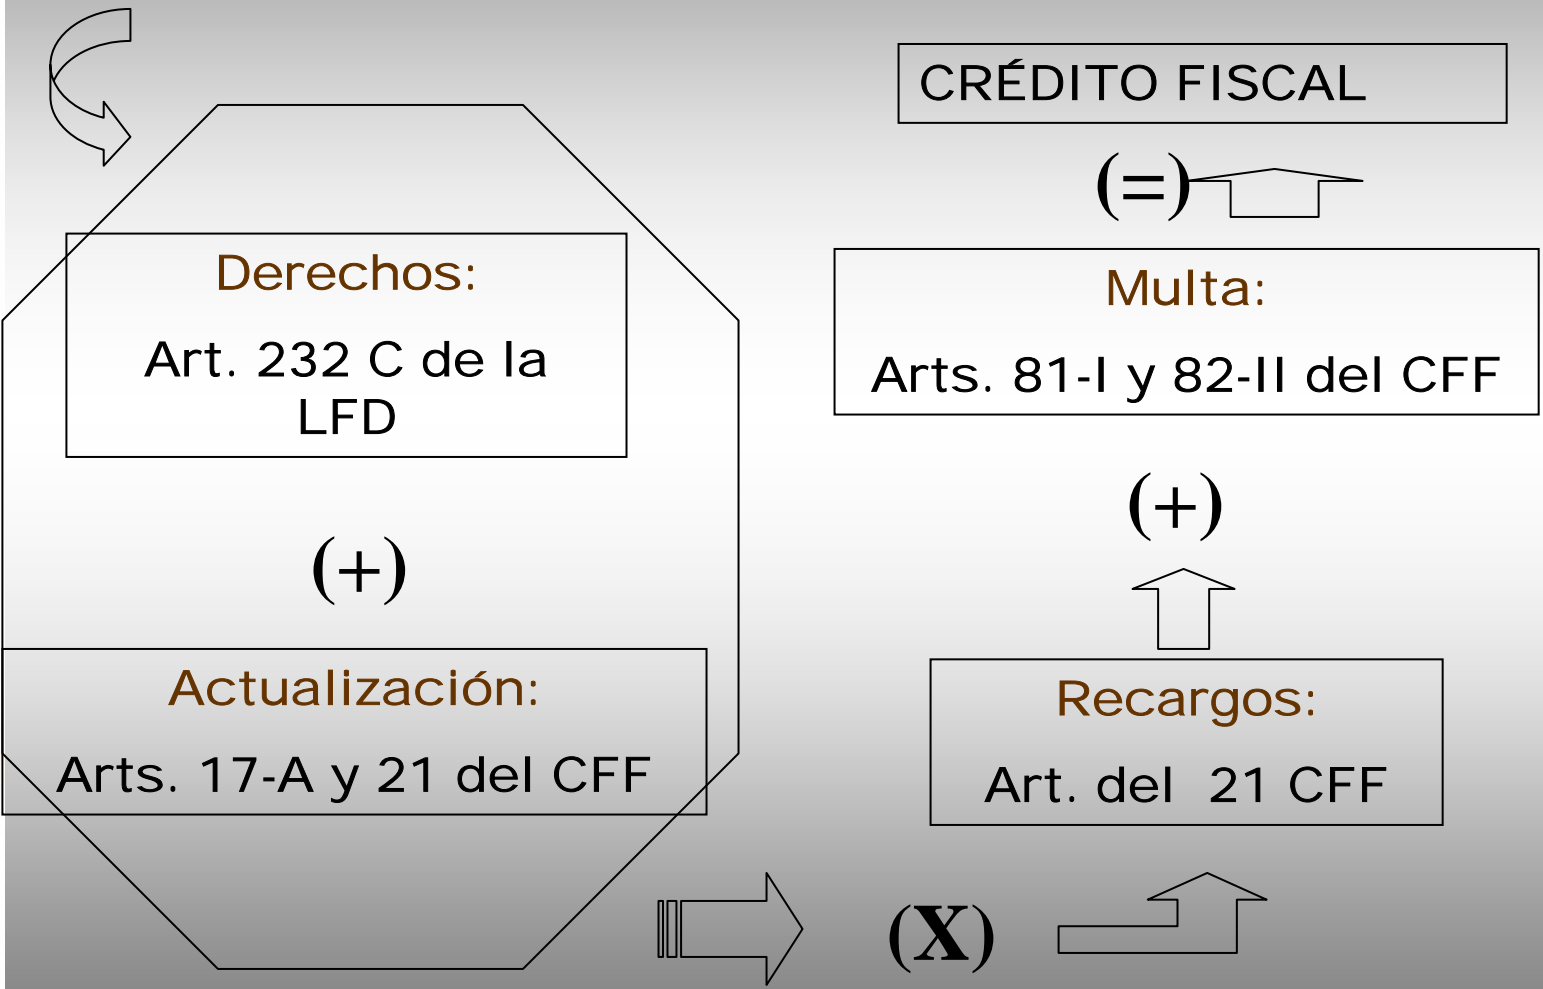 Derechos:
Art. 232 C de la
LFD
(+)
Actualización:
Arts. 17-A y 21 del CFF
(X)
Recargos:
Art. del 21 CFF
(+)
Multa:
Arts. 81-I y 82-II del CFF
(=)
CRÉDITO FISCAL